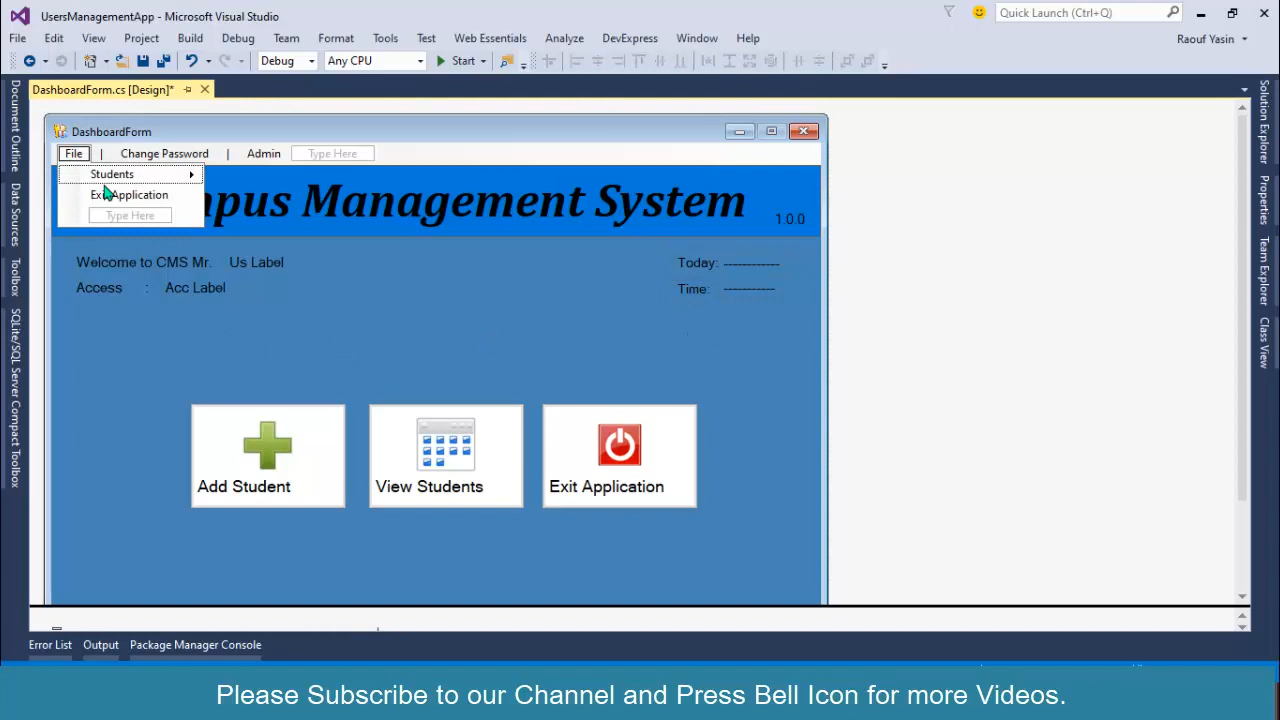 UsersManagementApp - Microsoft Visual Studio
Quick Launch (Ctrl+Q)
File Edit View Project Build Debug Team Format Tools Test Web Essentials Analyze DevExpress Window Help
Raouf Yasin
Debug Any CPU Start
DashboardForm.cs [Design]*
Document Outline
Data Sources
Toolbox
SQLite/SQL Server Compact Toolbox
DashboardForm
File | Change Password | Admin Type Here
Students
Exit Application
Type Here
mpus Management System
1.0.0
Welcome to CMS Mr. Us Label
Today: ------------
Access : Acc Label
Time: -----------
Add Student
View Students
Exit Application
Solution Explorer
Properties
Team Explorer
Class View
Error List Output Package Manager Console
Please Subscribe to our Channel and Press Bell Icon for more Videos.